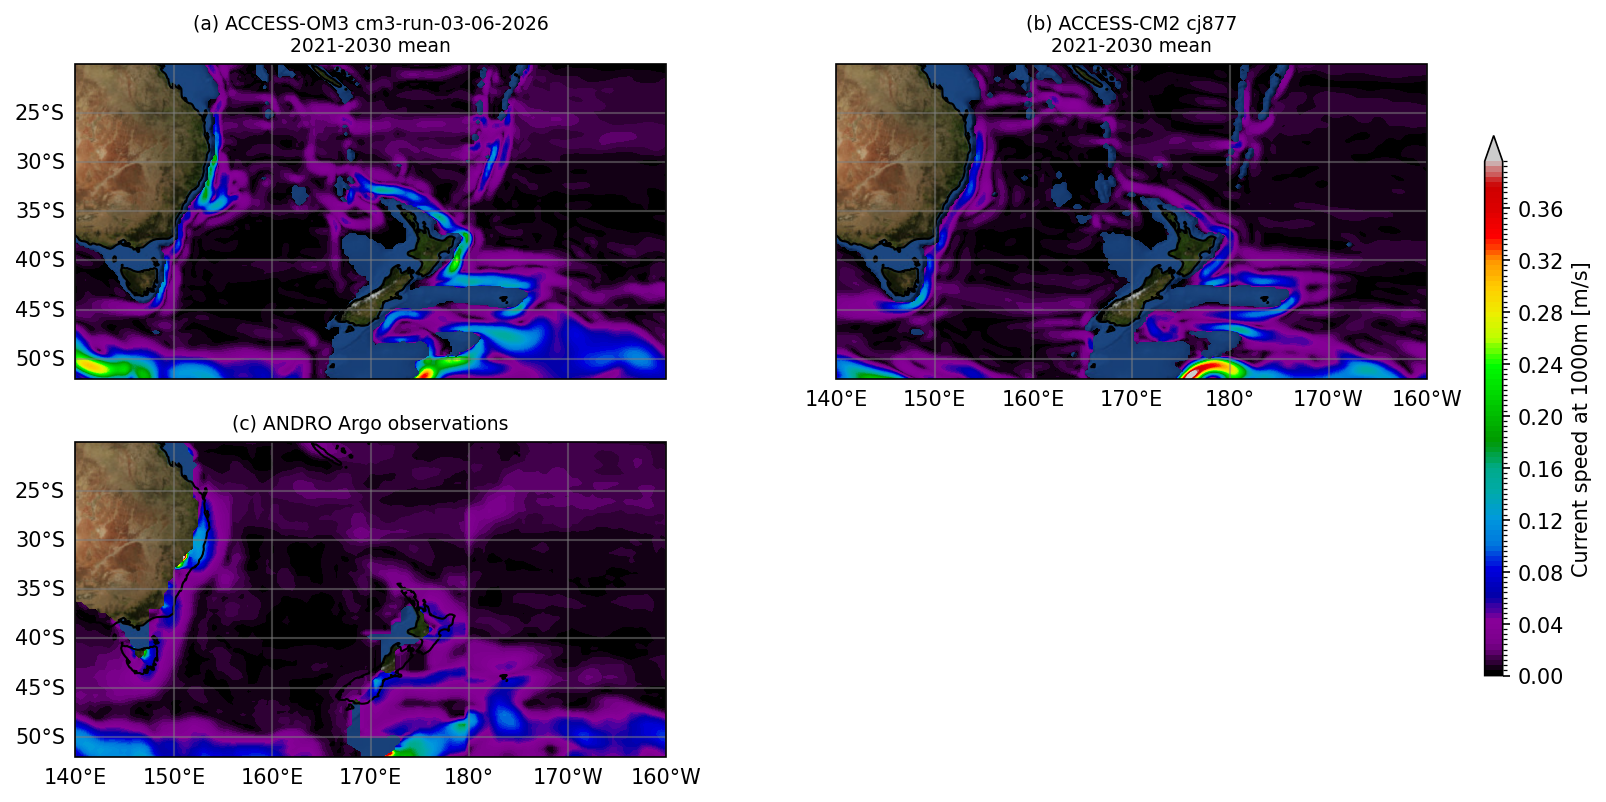 (a) ACCESS-OM3 cm3-run-03-06-2026
2021-2030 mean
(b) ACCESS-CM2 cj877
2021-2030 mean
25°S
30°S
35°S
40°S
45°S
50°S
140°E 150°E 160°E 170°E 180° 170°W 160°W
(c) ANDRO Argo observations
25°S
30°S
35°S
40°S
45°S
50°S
140°E 150°E 160°E 170°E 180° 170°W 160°W
0.36
0.32
0.28
0.24
0.20
0.16
0.12
0.08
0.04
0.00
Current speed at 1000m [m/s]